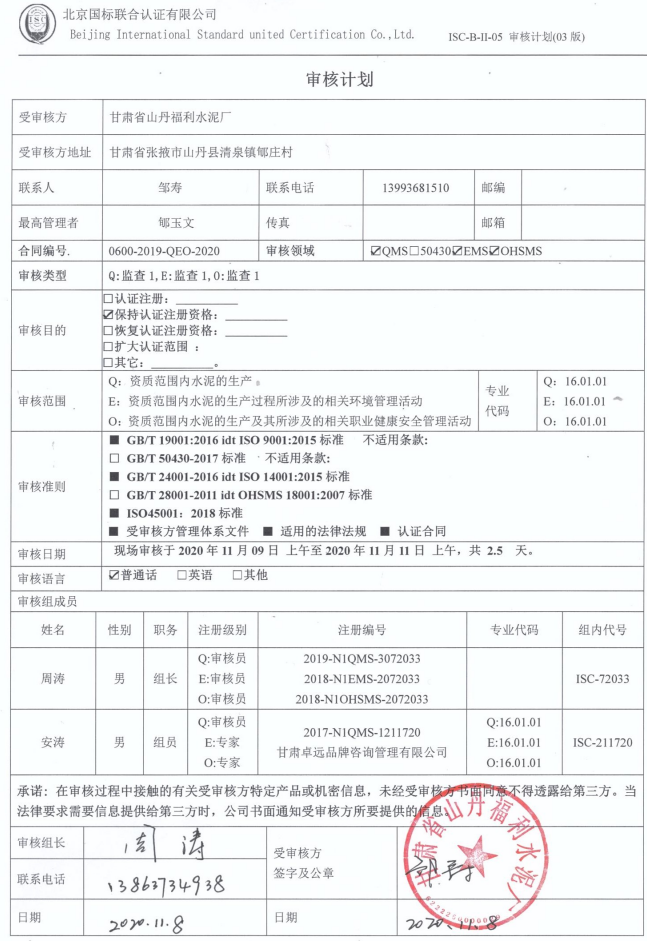 北京国标联合认证有限公司
Beijing International Standard united Certification Co.,Ltd. ISC-B-II-05 审核计划(03 版)
ISC
审核计划
受审核方 甘肃省山丹福利水泥厂
受审核方地址 甘肃省张掖市山丹县清泉镇郇庄村
联系人 邹寿 联系电话 13993681510 邮编
最高管理者 郇玉文 传真 邮箱
合同编号. 0600-2019-QEO-2020 审核领域 ☑QMS□50430☑EMS☑OHSMS
审核类型 Q:监查 1,E:监查 1,O:监查 1
审核目的
□认证注册：
☑保持认证注册资格：
□恢复认证注册资格：
□扩大认证范围 ：
□其它：。
审核范围 专业代码
Q：资质范围内水泥的生产。 Q：16.01.01
E：资质范围内水泥的生产过程所涉及的相关环境管理活动 E：16.01.01
O：资质范围内水泥的生产及其所涉及的相关职业健康安全管理活动 O：16.01.01
审核准则
■ GB/T 19001:2016 idt ISO 9001:2015 标准 不适用条款:
□ GB/T 50430-2017 标准 不适用条款:
■ GB/T 24001-2016 idt ISO 14001:2015 标准
□ GB/T 28001-2011 idt OHSMS 18001:2007 标准
■ ISO45001：2018 标准
■ 受审核方管理体系文件 ■ 适用的法律法规 ■ 认证合同
审核日期 现场审核于 2020 年 11 月 09 日 上午至 2020 年 11 月 11 日 上午，共 2.5 天。
审核语言 ☑普通话 □英语 □其他
审核组成员
姓名 性别 职务 注册级别 注册编号 专业代码 组内代号
周涛 男 组长 ISC-72033
Q:审核员 2019-N1QMS-3072033
E:审核员 2018-N1EMS-2072033
O:审核员 2018-N1OHSMS-2072033
安涛 男 组员 ISC-211720
Q:审核员 2017-N1QMS-1211720 Q:16.01.01
E:专家 甘肃卓远品牌咨询管理有限公司 E:16.01.01
O:专家 O:16.01.01
承诺：在审核过程中接触的有关受审核方特定产品或机密信息，未经受审核方书面同意不得透露给第三方。当
法律要求需要信息提供给第三方时，公司书面通知受审核方所要提供的信息。
审核组长 周涛 受审核方
签字及公章
联系电话 13863734938
日期 2020.11.8 日期 2020.11.8
甘肃省山丹福利水泥厂